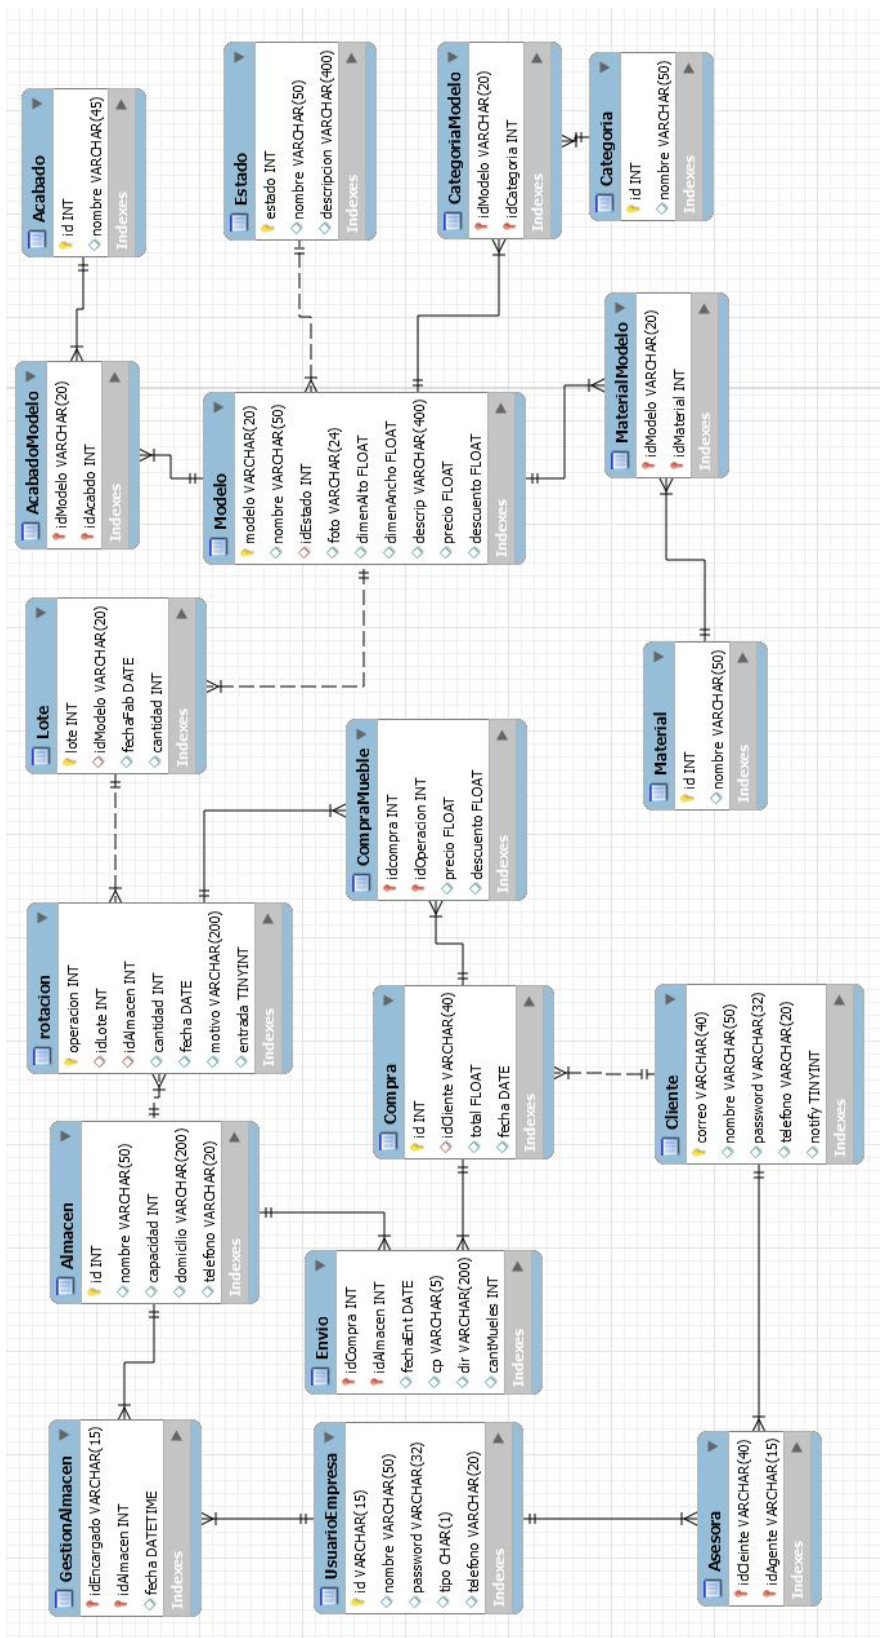 GestionAlmacen
idEncargado VARCHAR(15)
idAlmacen INT
fecha DATETIME
Indexes
Almacen
id INT
nombre VARCHAR(50)
capacidad INT
domicilio VARCHAR(200)
telefono VARCHAR(20)
Indexes
rotacion
operacion INT
idLote INT
idAlmacen INT
cantidad INT
fecha DATE
motivo VARCHAR(200)
entrada TINYINT
Indexes
Lote
lote INT
idModelo VARCHAR(20)
fechaFab DATE
cantidad INT
Indexes
AcabadoModelo
idModelo VARCHAR(20)
idAcabdo INT
Indexes
Acabado
id INT
nombre VARCHAR(45)
Indexes
UsuarioEmpresa
id VARCHAR(15)
nombre VARCHAR(50)
password VARCHAR(32)
tipo CHAR(1)
telefono VARCHAR(20)
Indexes
Envio
idCompra INT
idAlmacen INT
fechaEnt DATE
cp VARCHAR(5)
dir VARCHAR(200)
cantMueles INT
Indexes
Compra
id INT
idCliente VARCHAR(40)
total FLOAT
fecha DATE
Indexes
CompraMueble
idcompra INT
idOperacion INT
precio FLOAT
descuento FLOAT
Indexes
Modelo
modelo VARCHAR(20)
nombre VARCHAR(50)
idEstado INT
foto VARCHAR(24)
dimenAlto FLOAT
dimenAncho FLOAT
descrip VARCHAR(400)
precio FLOAT
descuento FLOAT
Indexes
Estado
estado INT
nombre VARCHAR(50)
descripcion VARCHAR(400)
Indexes
CategoriaModelo
idModelo VARCHAR(20)
idCategoria INT
Indexes
Categoria
id INT
nombre VARCHAR(50)
Indexes
Asesora
idCleinte VARCHAR(40)
idAgente VARCHAR(15)
Indexes
Cliente
correo VARCHAR(40)
nombre VARCHAR(50)
password VARCHAR(32)
telefono VARCHAR(20)
notify TINYINT
Indexes
Material
id INT
nombre VARCHAR(50)
Indexes
MaterialModelo
idModelo VARCHAR(20)
idMaterial INT
Indexes